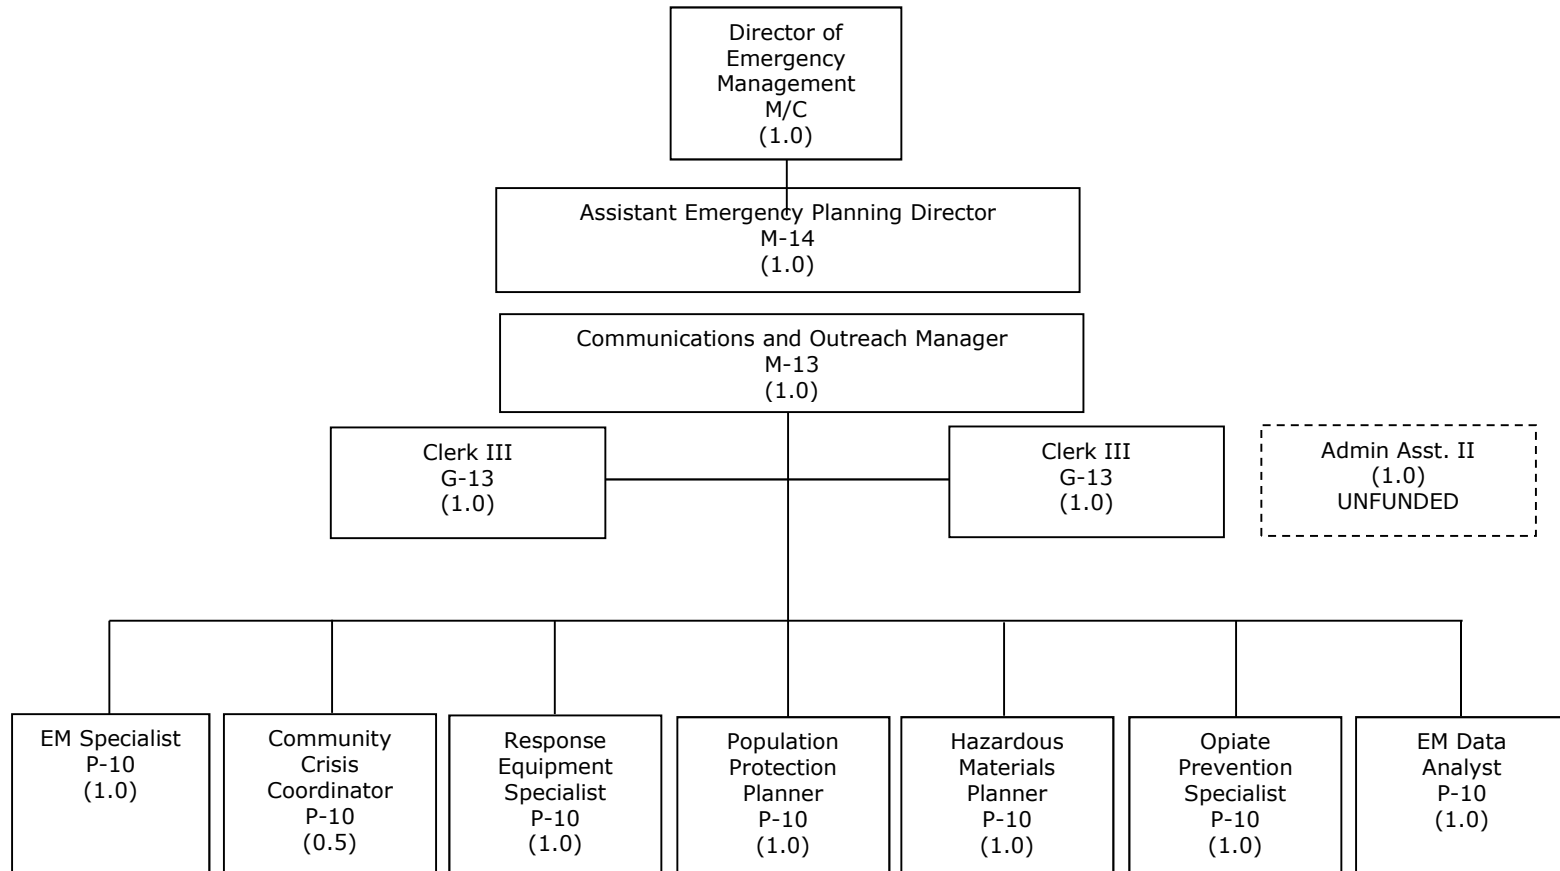 Director of
Emergency
Management
M/C
(1.0)
Assistant Emergency Planning Director
M-14
(1.0)
Communications and Outreach Manager
M-13
(1.0)
Clerk III
G-13
(1.0)
Clerk III
G-13
(1.0)
Admin Asst. II
(1.0)
UNFUNDED
EM Specialist
P-10
(1.0)
Community
Crisis
Coordinator
P-10
(0.5)
Response
Equipment
Specialist
P-10
(1.0)
Population
Protection
Planner
P-10
(1.0)
Hazardous
Materials
Planner
P-10
(1.0)
Opiate
Prevention
Specialist
P-10
(1.0)
EM Data
Analyst
P-10
(1.0)